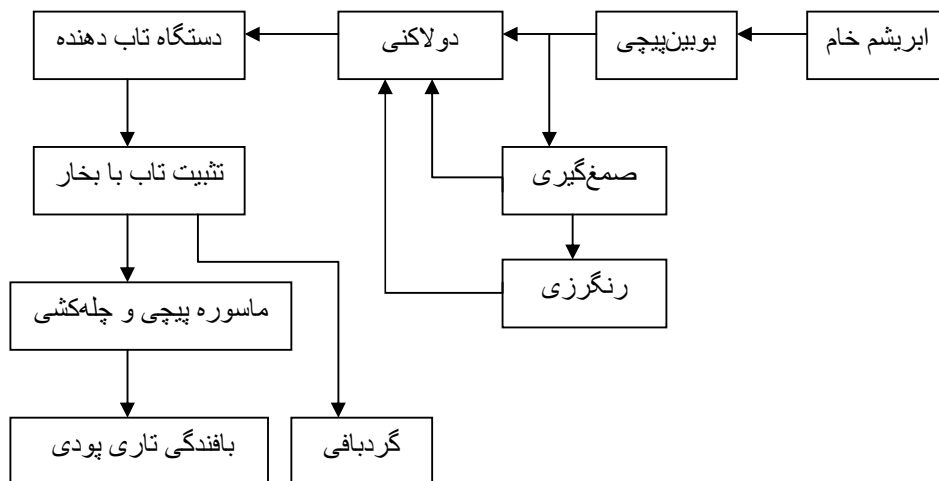 ابریشم خام
بوبین‌پیچی
دولاکنی
دستگاه تاب دهنده
صمغ‌گیری
تثبیت تاب با بخار
رنگرزی
ماسوره پیچی و چله‌کشی
گردبافی
بافندگی تاری پودی